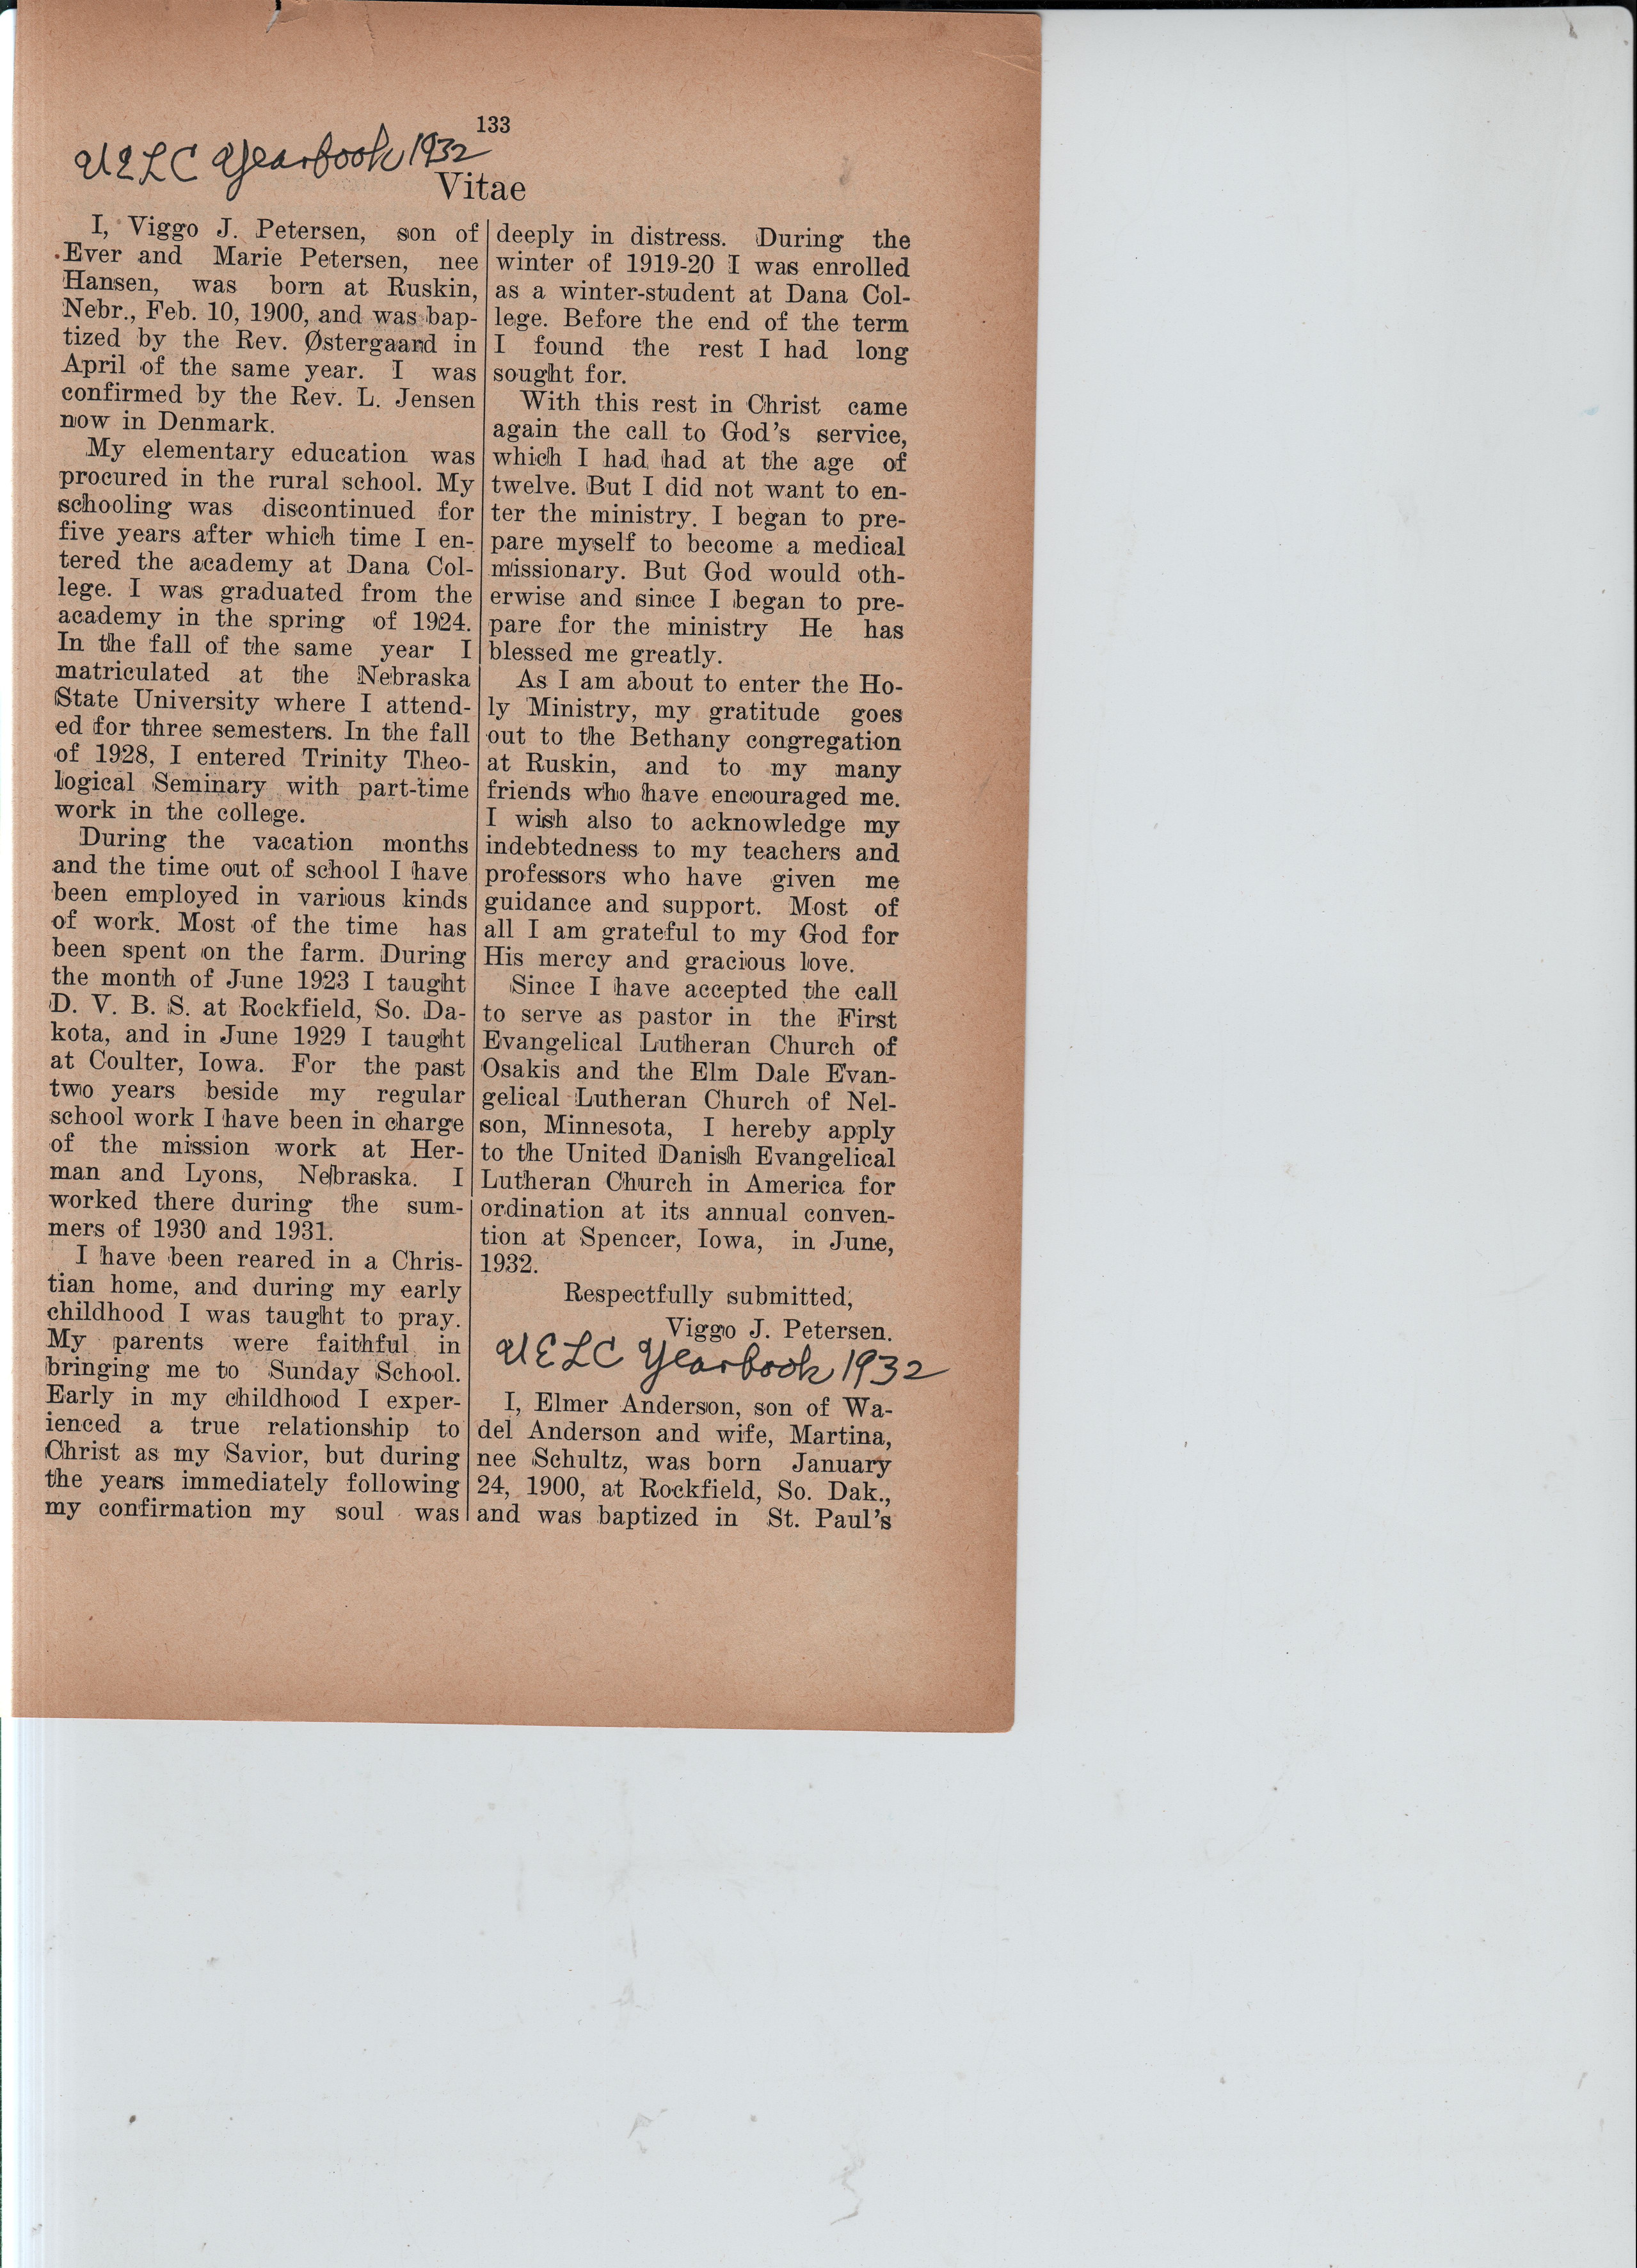 133
UELC Yearbook 1932
Vitae
I, Viggo J. Petersen, son of
Ever and Marie Petersen, nee
Hansen, was born at Ruskin,
Nebr., Feb. 10, 1900, and was bap-
tized by the Rev. Østergaard in
April of the same year. I was
confirmed by the Rev. L. Jensen
now in Denmark.
My elementary education was
procured in the rural school. My
schooling was discontinued for
five years after which time I en-
tered the academy at Dana Col-
lege. I was graduated from the
academy in the spring of 1924.
In the fall of the same year I
matriculated at the Nebraska
State University where I attend-
ed for three semesters. In the fall
of 1928, I entered Trinity Theo-
logical Seminary with part-time
work in the college.
During the vacation months
and the time out of school I have
been employed in various kinds
of work. Most of the time has
been spent on the farm. During
the month of June 1923 I taught
D. V. B. S. at Rockfield, So. Da-
kota, and in June 1929 I taught
at Coulter, Iowa. For the past
two years beside my regular
school work I have been in charge
of the mission work at Her-
man and Lyons, Nebraska. I
worked there during the sum-
mers of 1930 and 1931.
I have been reared in a Chris-
tian home, and during my early
childhood I was taught to pray.
My parents were faithful in
bringing me to Sunday School.
Early in my childhood I exper-
ienced a true relationship to
Christ as my Savior, but during
the years immediately following
my confirmation my soul was
deeply in distress. During the
winter of 1919-20 I was enrolled
as a winter-student at Dana Col-
lege. Before the end of the term
I found the rest I had long
sought for.
With this rest in Christ came
again the call to God's service,
which I had had at the age of
twelve. But I did not want to en-
ter the ministry. I began to pre-
pare myself to become a medical
missionary. But God would oth-
erwise and since I began to pre-
pare for the ministry He has
blessed me greatly.
As I am about to enter the Ho-
ly Ministry, my gratitude goes
out to the Bethany congregation
at Ruskin, and to my many
friends who have encouraged me.
I wish also to acknowledge my
indebtedness to my teachers and
professors who have given me
guidance and support. Most of
all I am grateful to my God for
His mercy and gracious love.
Since I have accepted the call
to serve as pastor in the First
Evangelical Lutheran Church of
Osakis and the Elm Dale Evan-
gelical Lutheran Church of Nel-
son, Minnesota, I hereby apply
to the United Danish Evangelical
Lutheran Church in America for
ordination at its annual conven-
tion at Spencer, Iowa, in June,
1932.
Respectfully submitted,
Viggo J. Petersen.
UELC Yearbook 1932
I, Elmer Anderson, son of Wa-
del Anderson and wife, Martina,
nee Schultz, was born January
24, 1900, at Rockfield, So. Dak.,
and was baptized in St. Paul's